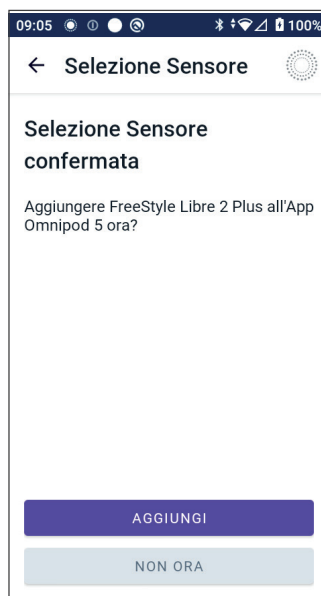 09:05 100%
Selezione Sensore
Selezione Sensore
confermata
Aggiungere FreeStyle Libre 2 Plus all'App
Omnipod 5 ora?
AGGIUNGI
NON ORA